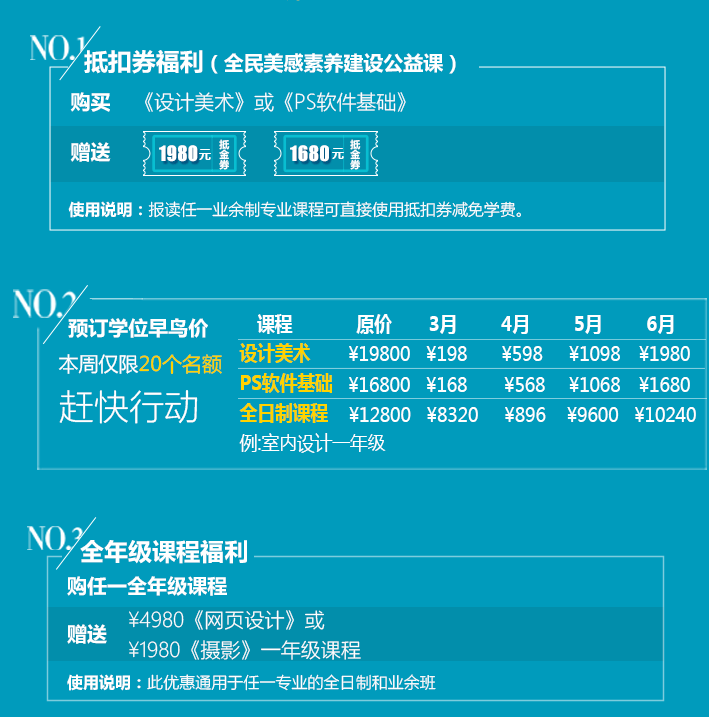 NO.1 抵扣券福利（全民美感素养建设公益课）
购买 《设计美术》或《PS软件基础》
赠送 1980元 抵金券 1680元 抵金券
使用说明：报读任一业余制专业课程可直接使用抵扣券减免学费。
NO.2
预订学位早鸟价
本周仅限20个名额
赶快行动
课程 原价 3月 4月 5月 6月
设计美术 ¥19800 ¥198 ¥598 ¥1098 ¥1980
PS软件基础 ¥16800 ¥168 ¥568 ¥1068 ¥1680
全日制课程 ¥12800 ¥8320 ¥896 ¥9600 ¥10240
例:室内设计一年级
NO.3 全年级课程福利
购任一全年级课程
赠送 ¥4980《网页设计》或
¥1980《摄影》一年级课程
使用说明：此优惠通用于任一专业的全日制和业余班